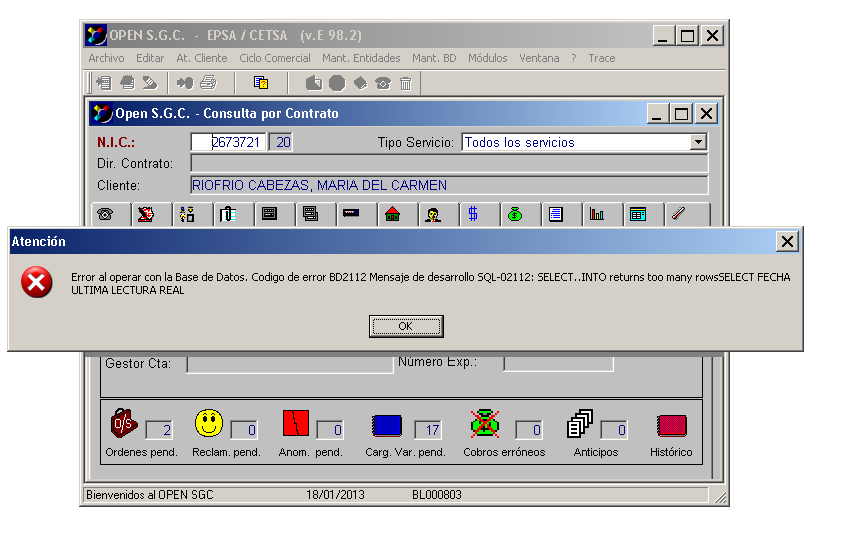 OPEN S.G.C. - EPSA / CETSA (v.E 98.2)
Archivo Editar At. Cliente Ciclo Comercial Mant. Entidades Mant. BD Módulos Ventana ? Trace
Open S.G.C. - Consulta por Contrato
N.I.C.: 2673721 20 Tipo Servicio: Todos los servicios
Dir. Contrato:
Cliente: RIOFRIO CABEZAS, MARIA DEL CARMEN
Atención
Error al operar con la Base de Datos. Codigo de error BD2112 Mensaje de desarrollo SQL-02112: SELECT..INTO returns too many rowsSELECT FECHA
ULTIMA LECTURA REAL
OK
Gestor Cta: Número Exp.:
O/S 2 0 0 17 0 0
Ordenes pend. Reclam. pend. Anom. pend. Carg. Var. pend. Cobros erróneos Anticipos Histórico
Bienvenidos al OPEN SGC 18/01/2013 BL000803